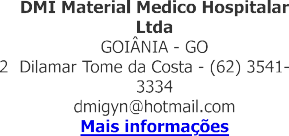 DMI Material Medico Hospitalar
Ltda
GOIÂNIA - GO
2 Dilamar Tome da Costa - (62) 3541-
3334
dmigyn@hotmail.com
Mais informações